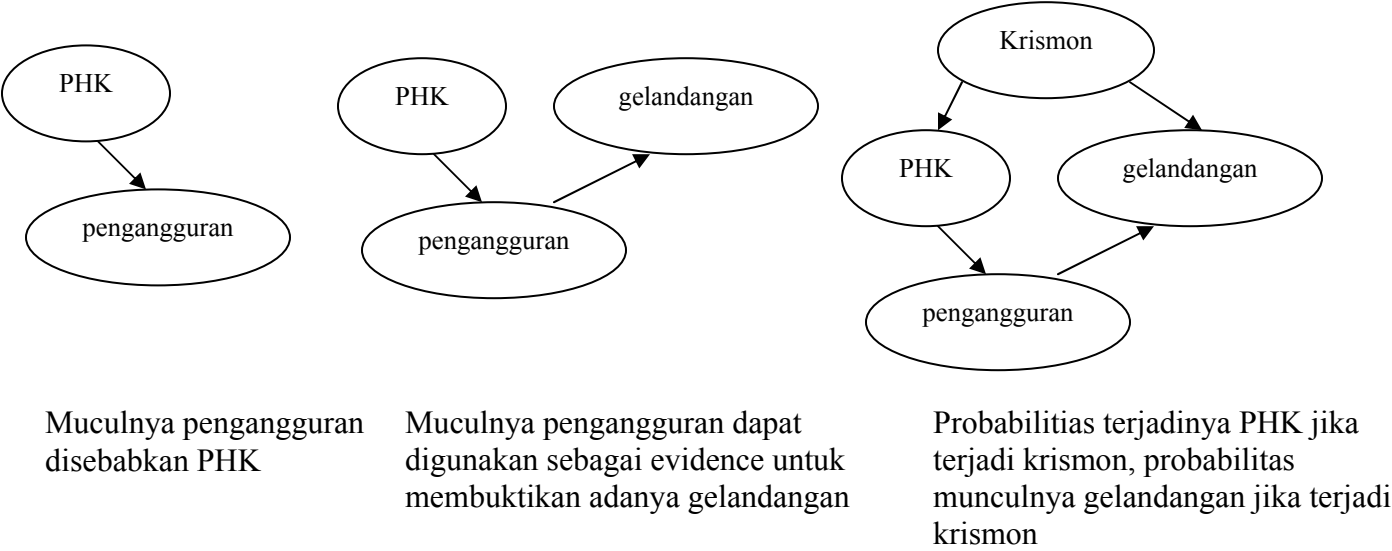 PHK
pengangguran
Muculnya pengangguran
disebabkan PHK
PHK
gelandangan
pengangguran
Muculnya pengangguran dapat
digunakan sebagai evidence untuk
membuktikan adanya gelandangan
Krismon
PHK
gelandangan
pengangguran
Probabilitias terjadinya PHK jika
terjadi krismon, probabilitas
munculnya gelandangan jika terjadi
krismon